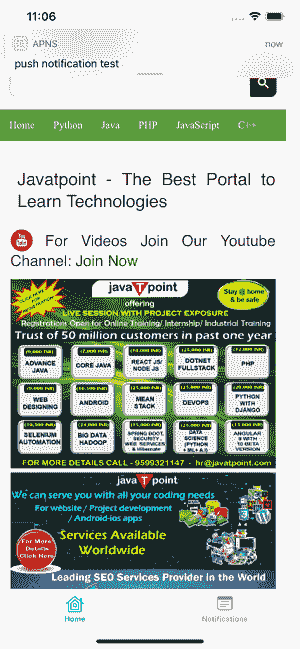 11:06
APNS
now
push notification test
Home Python Java PHP JavaScript C++
Javatpoint - The Best Portal to
Learn Technologies
For Videos Join Our Youtube
Channel: Join Now
java T point
offering
Stay @ home
& be safe
LIVE SESSION WITH PROJECT EXPOSURE
Registrations Open for Online Training/ Internship/ Industrial Training
Trust of 50 million customers in past one year
ADVANCE
JAVA
CORE JAVA
REACT JS
NODE JS
DOTNET
FULLSTACK
PHP
WEB
DESIGNING
ANDROID
MEAN
STACK
DEVOPS
PYTHON
WITH
DJANGO
SELENIUM
AUTOMATION
BIG DATA
HADOOP
SPRING BOOT,
SECURITY,
WEB SERVICES
& Hibernate
DATA
SCIENCE
(PYTHON
+ ML+ A.I)
ANGULAR
VERSION
FOR MORE DETAILS CALL - 9599321147 - hr@javatpoint.com
java T point
We can serve you with all your coding needs
For website / Project development
/ Android-ios apps
For More
Details
Click Here
Services Available
Worldwide
Leading SEO Services Provider in the World
Home
Notifications